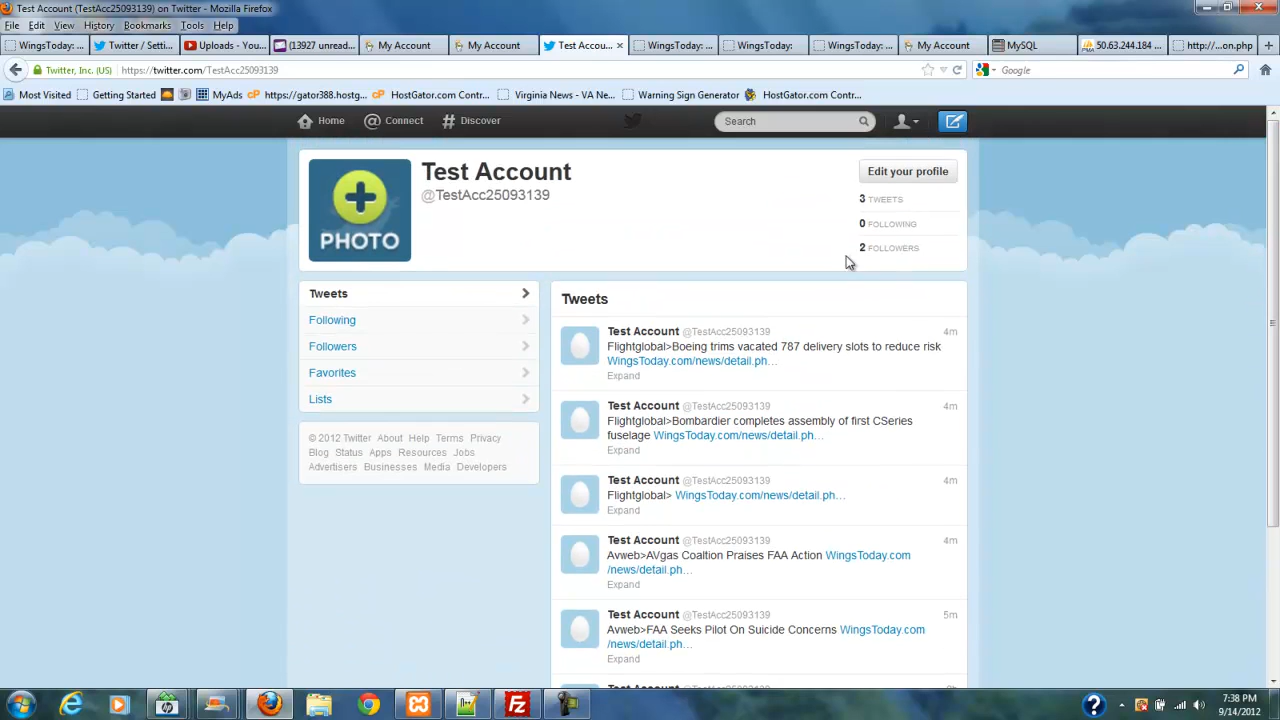 Test Account (TestAcc25093139) on Twitter - Mozilla Firefox
File Edit View History Bookmarks Tools Help
WingsToday: ... Twitter / Setti... Uploads - You... (13927 unread... My Account My Account Test Accou... × WingsToday: ... WingsToday: WingsToday: ... My Account MySQL 50.63.244.184 ... http://...on.php +
Twitter, Inc. (US) https://twitter.com/TestAcc25093139 Google
Most Visited Getting Started MyAds https://gator388.hostg... HostGator.com Contr... Virginia News - VA Ne... Warning Sign Generator HostGator.com Contr...
Home @ Connect # Discover Search
Test Account
@TestAcc25093139
PHOTO
Edit your profile
3 TWEETS
0 FOLLOWING
2 FOLLOWERS
Tweets
Following
Followers
Favorites
Lists
© 2012 Twitter About Help Terms Privacy
Blog Status Apps Resources Jobs
Advertisers Businesses Media Developers
Tweets
Test Account @TestAcc25093139 4m
Flightglobal>Boeing trims vacated 787 delivery slots to reduce risk
WingsToday.com/news/detail.ph...
Expand
Test Account @TestAcc25093139 4m
Flightglobal>Bombardier completes assembly of first CSeries
fuselage WingsToday.com/news/detail.ph...
Expand
Test Account @TestAcc25093139 4m
Flightglobal> WingsToday.com/news/detail.ph...
Expand
Test Account @TestAcc25093139 4m
Avweb>AVgas Coaltion Praises FAA Action WingsToday.com
/news/detail.ph...
Expand
Test Account @TestAcc25093139 5m
Avweb>FAA Seeks Pilot On Suicide Concerns WingsToday.com
/news/detail.ph...
Expand
Test Account @TestAcc25093139
7:38 PM
9/14/2012